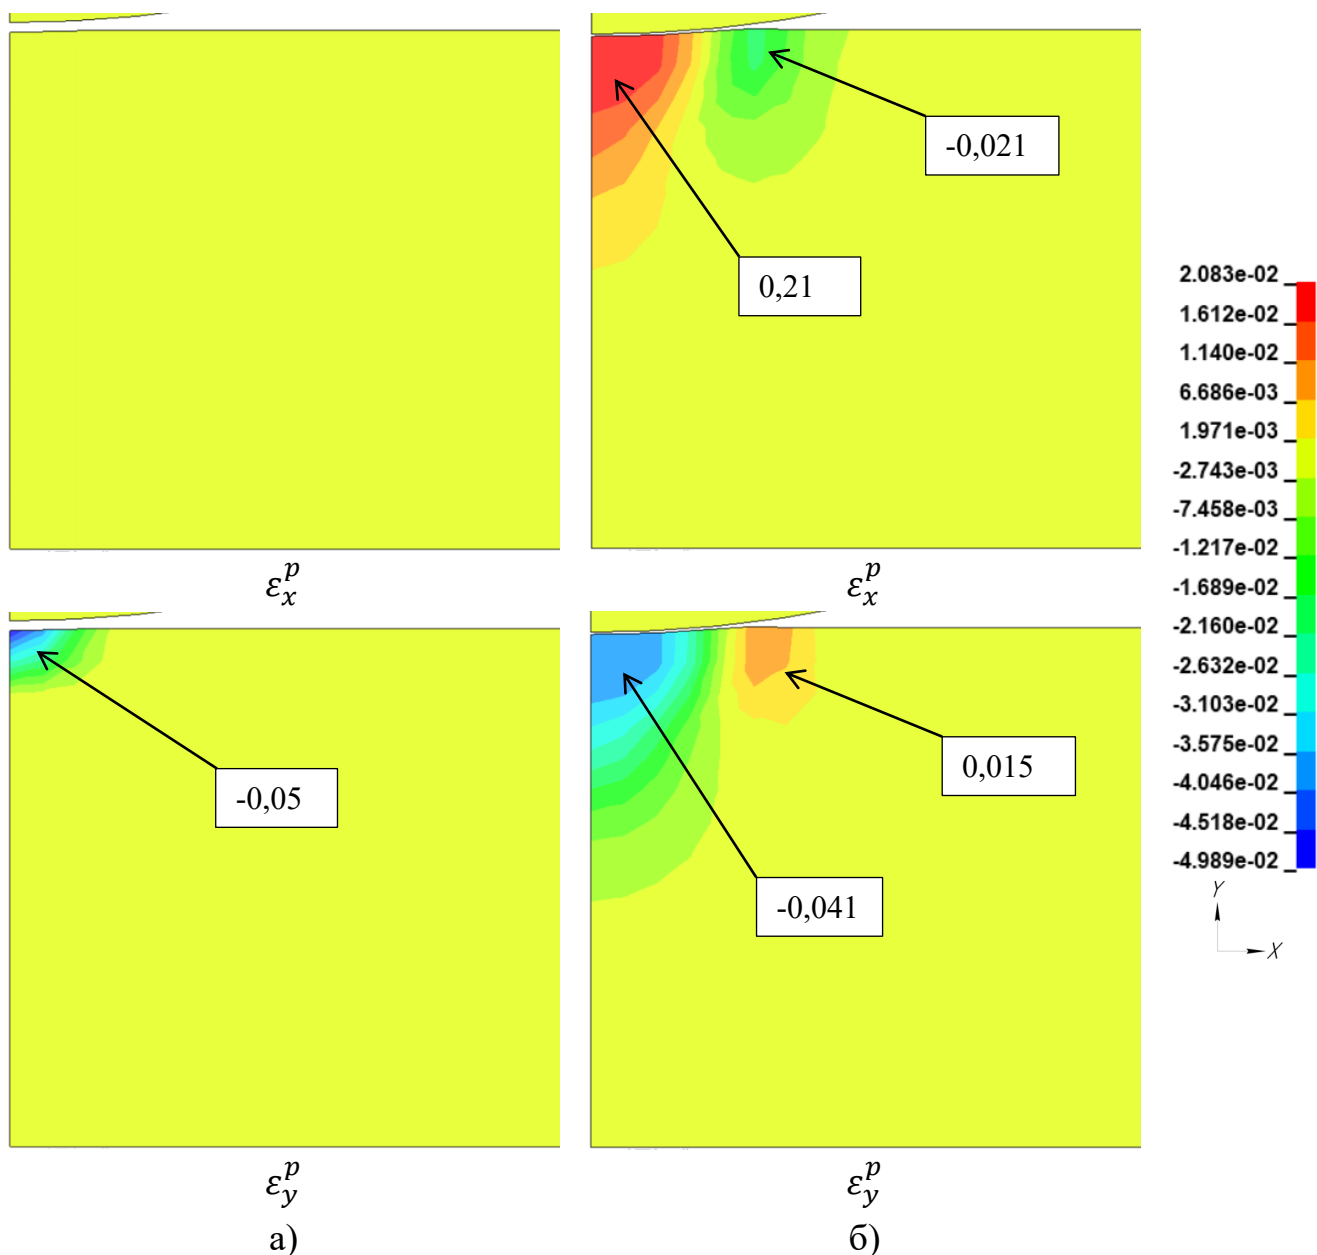 -0,021
0,21
ε_x^p
ε_x^p
-0,05
0,015
-0,041
ε_y^p
ε_y^p
а)
б)
2.083e-02
1.612e-02
1.140e-02
6.686e-03
1.971e-03
-2.743e-03
-7.458e-03
-1.217e-02
-1.689e-02
-2.160e-02
-2.632e-02
-3.103e-02
-3.575e-02
-4.046e-02
-4.518e-02
-4.989e-02
Y
X